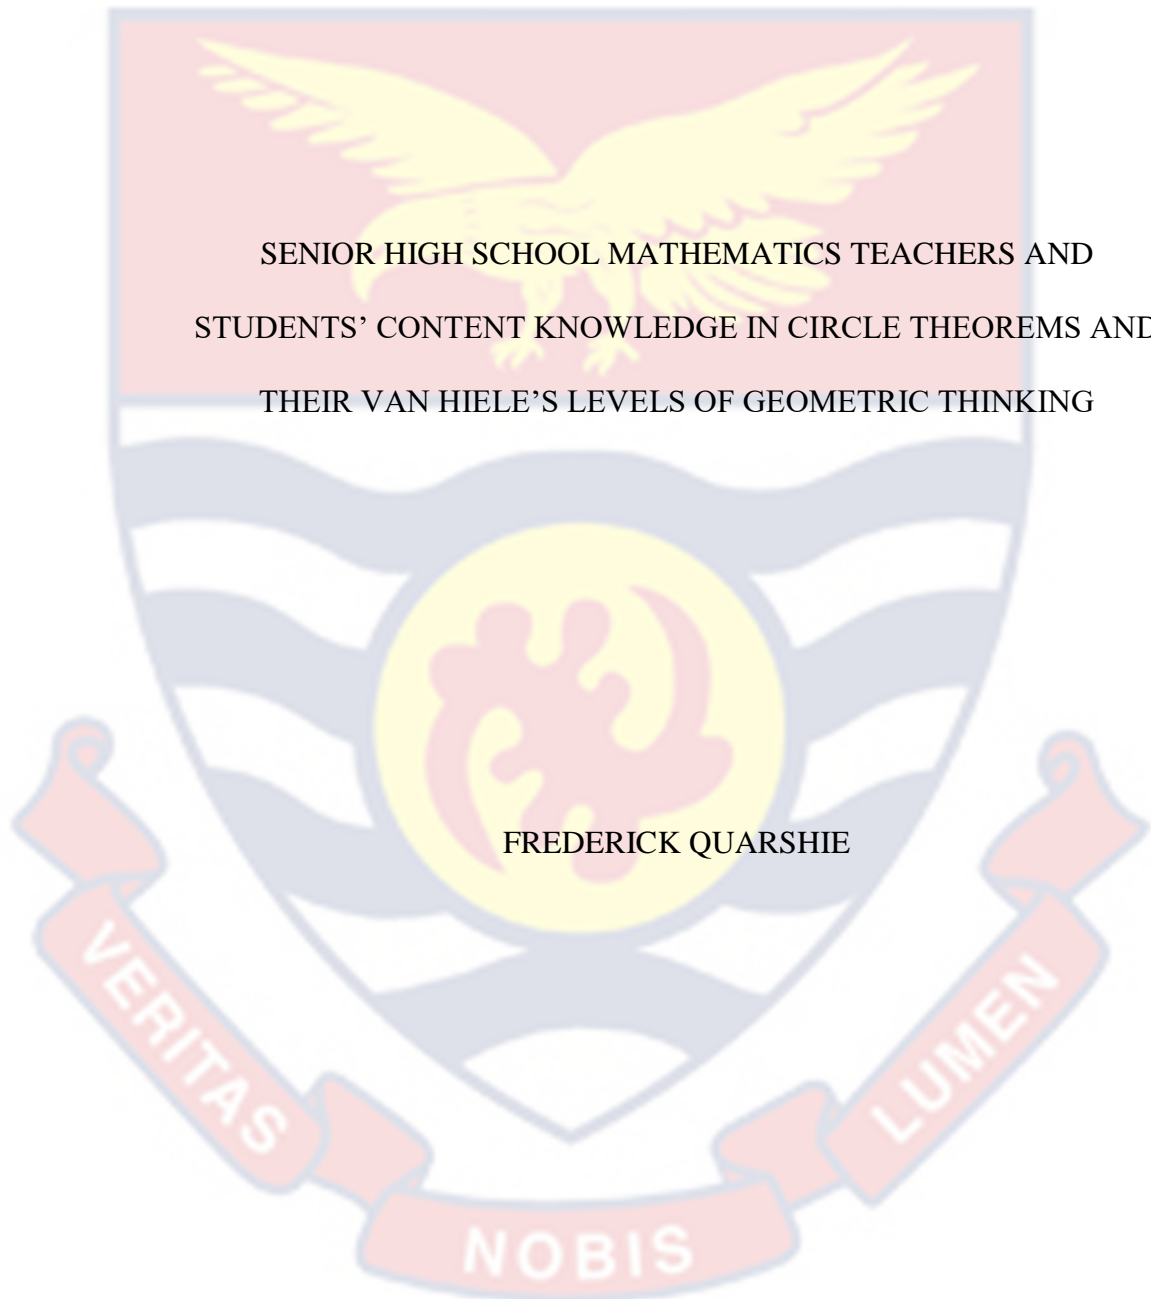 SENIOR HIGH SCHOOL MATHEMATICS TEACHERS AND
STUDENTS’ CONTENT KNOWLEDGE IN CIRCLE THEOREMS AND
THEIR VAN HIELE’S LEVELS OF GEOMETRIC THINKING
FREDERICK QUARSHIE
VERITAS
NOBIS
LUMEN